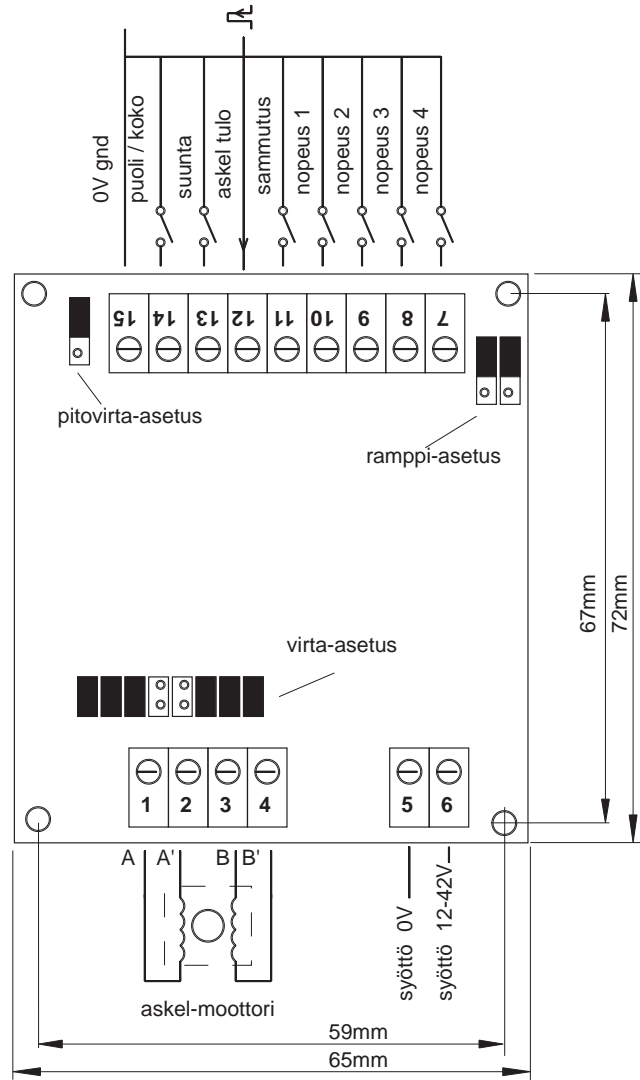 0V gnd
puoli / koko
suunta
askel tulo
sammutus
nopeus 1
nopeus 2
nopeus 3
nopeus 4
15 14 13 12 11 10 9 8 7
pitovirta-asetus
ramppi-asetus
67mm
72mm
virta-asetus
1 2 3 4
5 6
A A' B B'
syöttö 0V
syöttö 12-42V
askel-moottori
59mm
65mm